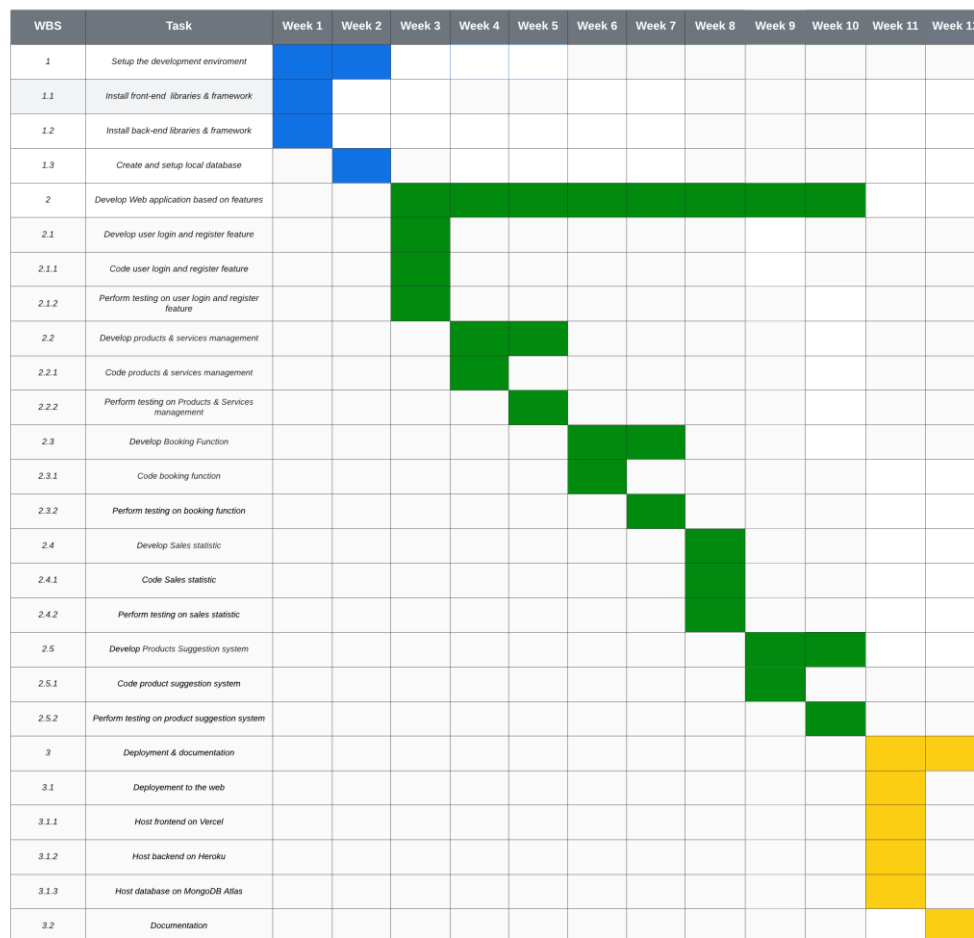 WBS Task Week 1 Week 2 Week 3 Week 4 Week 5 Week 6 Week 7 Week 8 Week 9 Week 10 Week 11 Week 12
1 Setup the development enviroment
1.1 Install front-end libraries & framework
1.2 Install back-end libraries & framework
1.3 Create and setup local database
2 Develop Web application based on features
2.1 Develop user login and register feature
2.1.1 Code user login and register feature
2.1.2 Perform testing on user login and register
feature
2.2 Develop products & services management
2.2.1 Code products & services management
2.2.2 Perform testing on Products & Services
management
2.3 Develop Booking Function
2.3.1 Code booking function
2.3.2 Perform testing on booking function
2.4 Develop Sales statistic
2.4.1 Code Sales statistic
2.4.2 Perform testing on sales statistic
2.5 Develop Products Suggestion system
2.5.1 Code product suggestion system
2.5.2 Perform testing on product suggestion system
3 Deployment & documentation
3.1 Deployement to the web
3.1.1 Host frontend on Vercel
3.1.2 Host backend on Heroku
3.1.3 Host database on MongoDB Atlas
3.2 Documentation